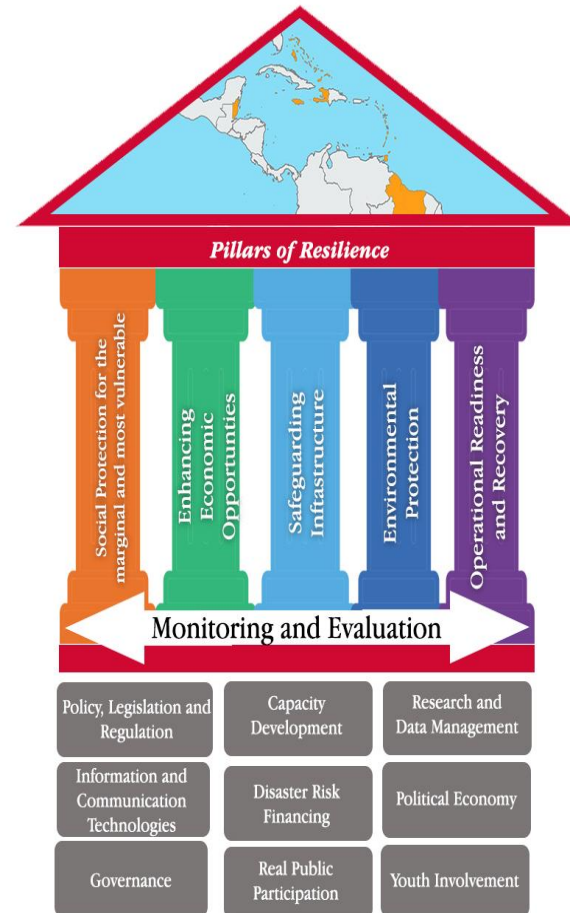 Pillars of Resilience
Social Protection for the
marginal and most vulnerable
Enhancing
Economic
Opportunties
Safeguarding
Inftastructure
Environmental
Protection
Operational Readiness
and Recovery
Monitoring and Evaluation
Policy, Legislation and
Regulation
Capacity
Development
Research and
Data Management
Information and
Communication
Technologies
Disaster Risk
Financing
Political Economy
Governance
Real Public
Participation
Youth Involvement